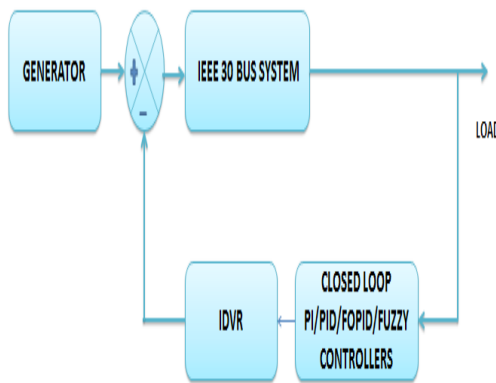 GENERATOR
+
-
IEEE 30 BUS SYSTEM
LOAD
IDVR
CLOSED LOOP
PI/PID/FOPID/FUZZY
CONTROLLERS